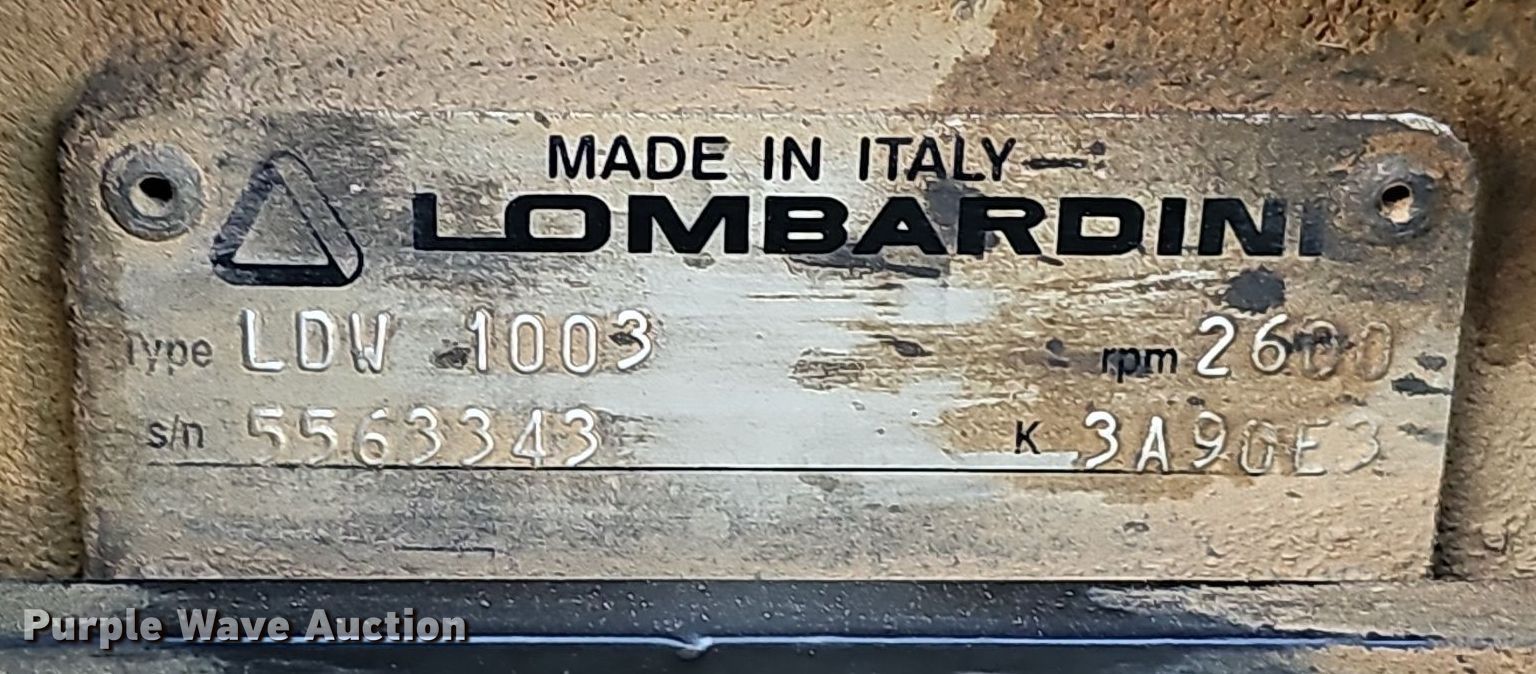 MADE IN ITALY
LOMBARDINI
Type LDW 1003 rpm 2600
s/n 5563343 K 3A90E3
Purple Wave Auction